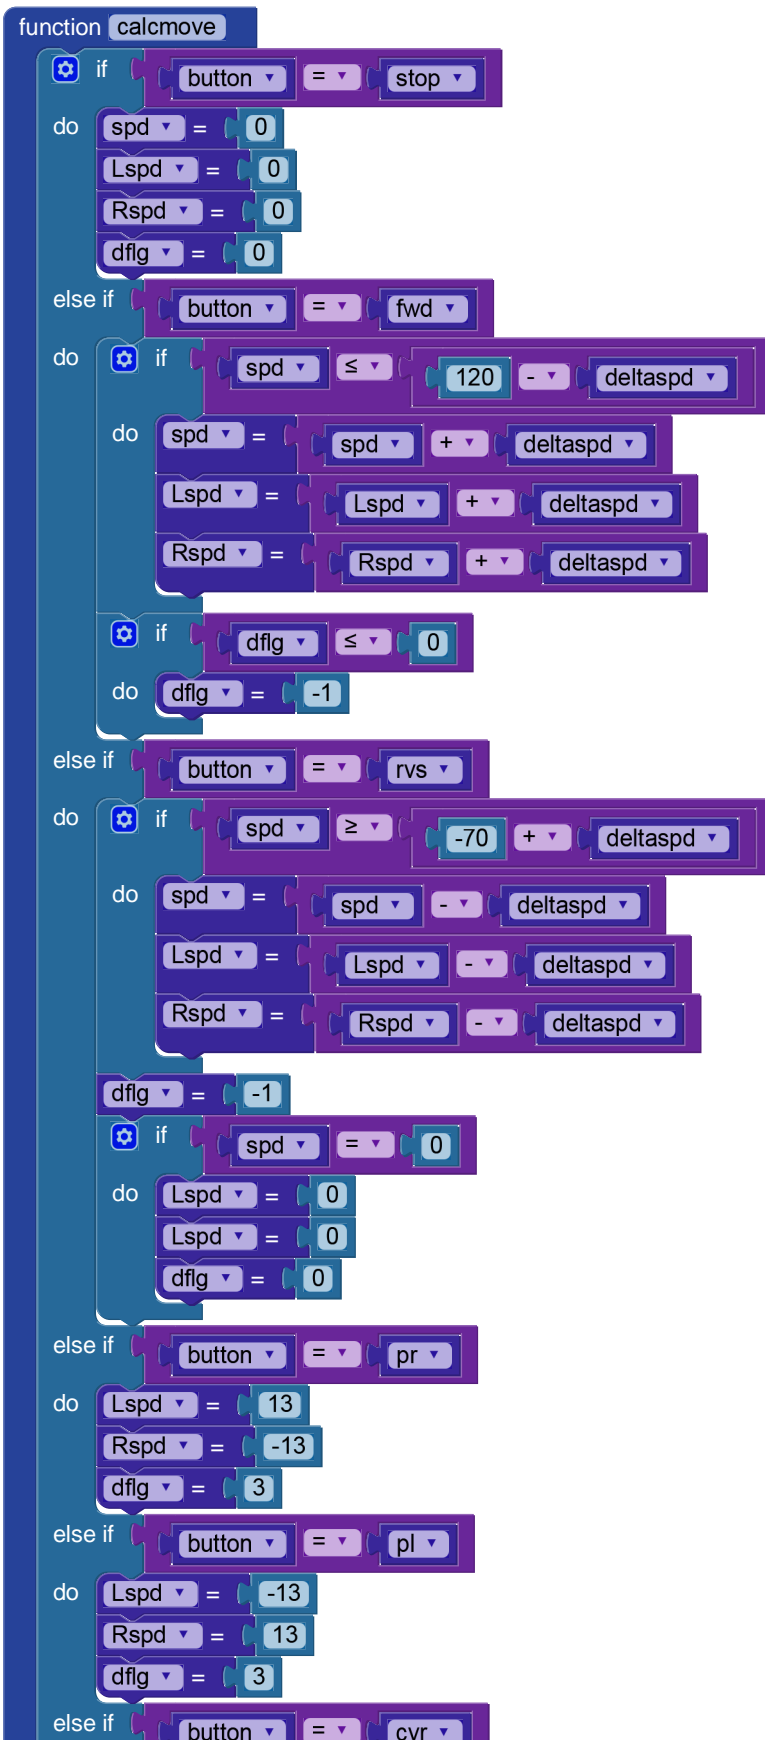 function calcmove
if button = stop
do spd = 0
Lspd = 0
Rspd = 0
dflg = 0
else if button = fwd
do if spd ≤ 120 - deltaspd
do spd = spd + deltaspd
Lspd = Lspd + deltaspd
Rspd = Rspd + deltaspd
if dflg ≤ 0
do dflg = -1
else if button = rvs
do if spd ≥ -70 + deltaspd
do spd = spd - deltaspd
Lspd = Lspd - deltaspd
Rspd = Rspd - deltaspd
dflg = -1
if spd = 0
do Lspd = 0
Lspd = 0
dflg = 0
else if button = pr
do Lspd = 13
Rspd = -13
dflg = 3
else if button = pl
do Lspd = -13
Rspd = 13
dflg = 3
else if button = cvr